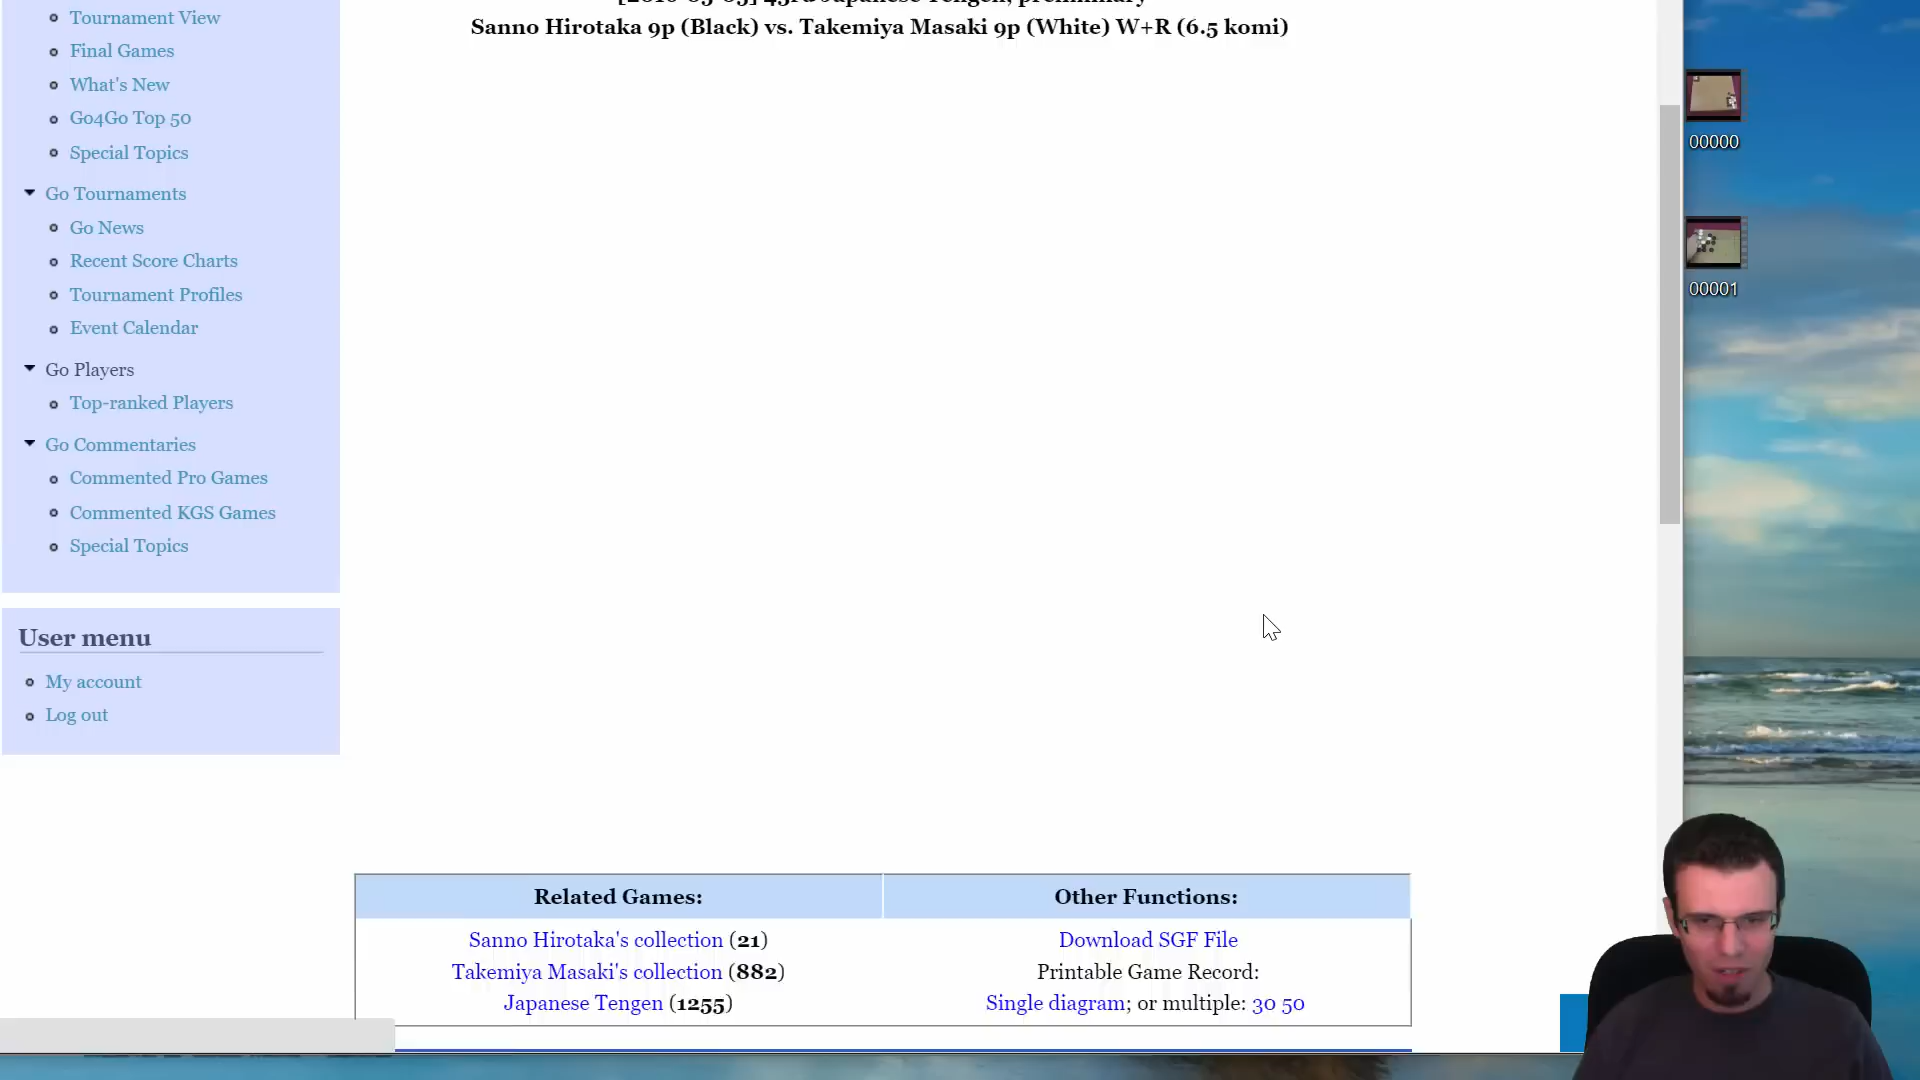 Tournament View
Final Games
What's New
Go4Go Top 50
Special Topics
Go Tournaments
Go News
Recent Score Charts
Tournament Profiles
Event Calendar
Go Players
Top-ranked Players
Go Commentaries
Commented Pro Games
Commented KGS Games
Special Topics
User menu
My account
Log out
Japanese Tengen, preliminary
Sanno Hirotaka 9p (Black) vs. Takemiya Masaki 9p (White) W+R (6.5 komi)
Related Games:
Sanno Hirotaka's collection (21)
Takemiya Masaki's collection (882)
Japanese Tengen (1255)
Other Functions:
Download SGF File
Printable Game Record:
Single diagram; or multiple: 30 50
00000
00001